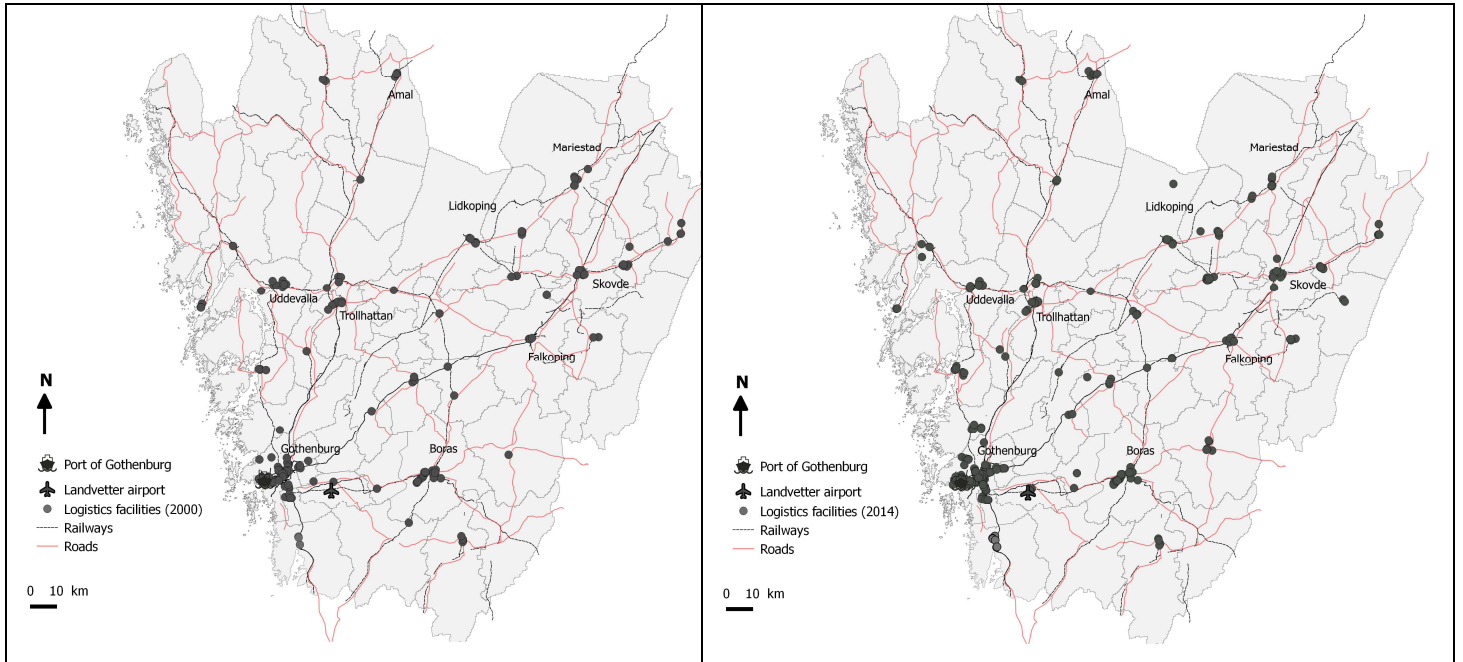 Amal
Mariestad
Lidkoping
Skovde
Uddevalla
Trollhattan
Falkoping
N
Gothenburg
Boras
Port of Gothenburg
Landvetter airport
Logistics facilities (2000)
Railways
Roads
0 10 km
Amal
Mariestad
Lidkoping
Skovde
Uddevalla
Trollhattan
Falkoping
N
Gothenburg
Boras
Port of Gothenburg
Landvetter airport
Logistics facilities (2014)
Railways
Roads
0 10 km